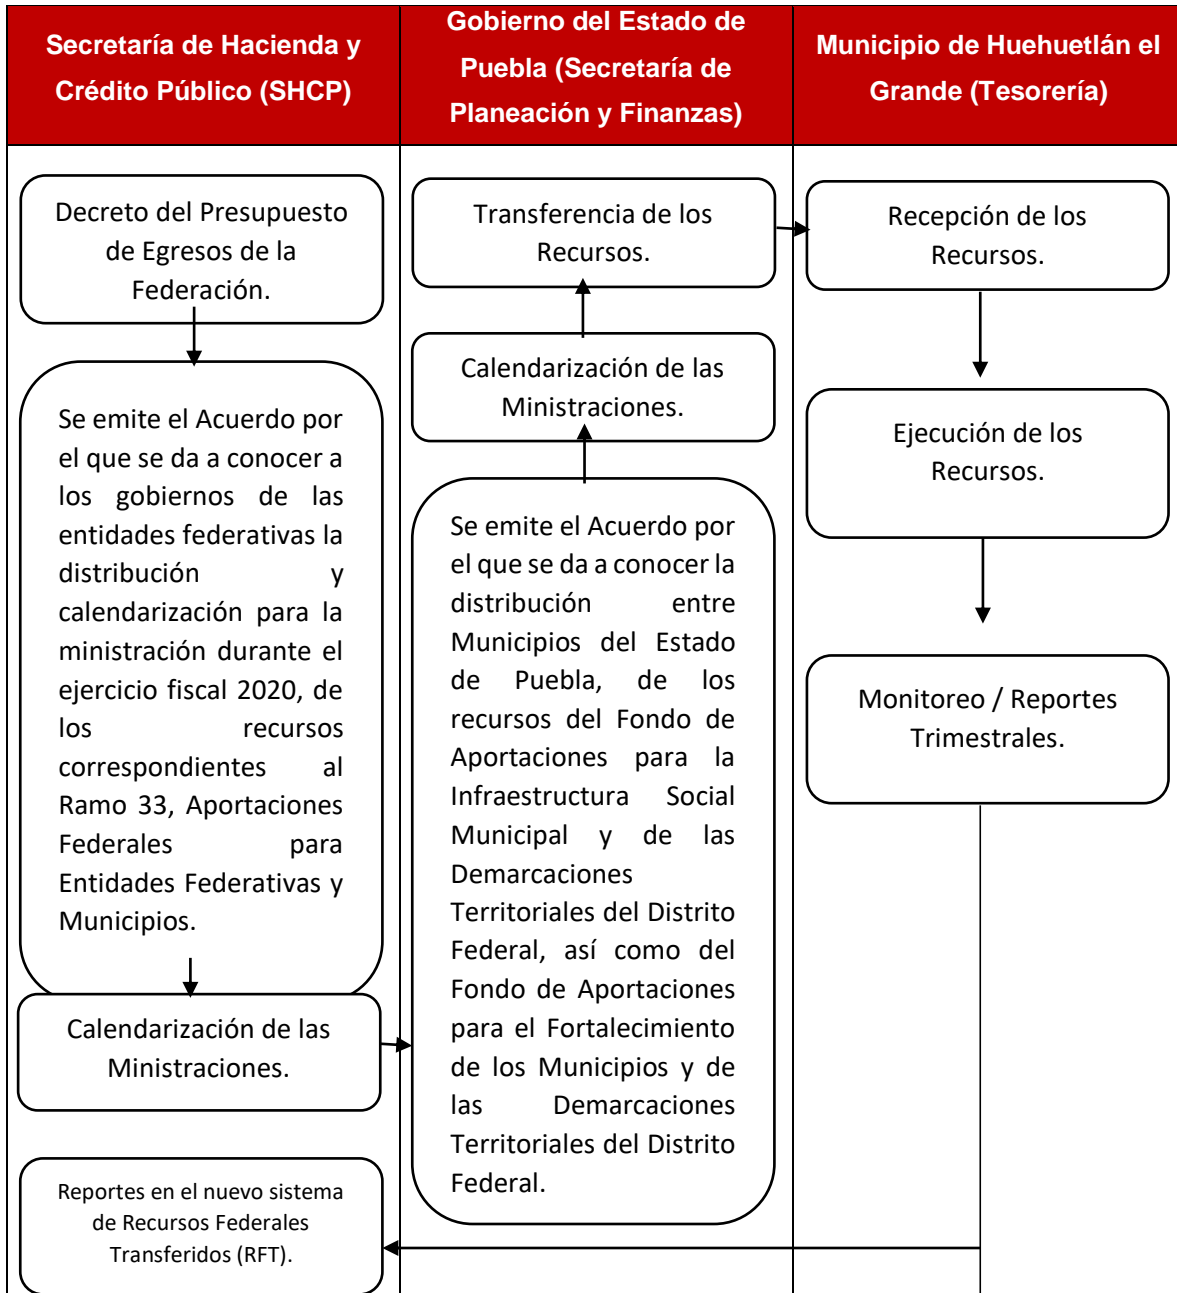 Secretaría de Hacienda y
Crédito Público (SHCP)
Gobierno del Estado de
Puebla (Secretaría de
Planeación y Finanzas)
Municipio de Huehuetlán el
Grande (Tesorería)
Decreto del Presupuesto
de Egresos de la
Federación.
Se emite el Acuerdo por
el que se da a conocer a
los gobiernos de las
entidades federativas la
distribución y
calendarización para la
ministración durante el
ejercicio fiscal 2020, de
los recursos
correspondientes al
Ramo 33, Aportaciones
Federales para
Entidades Federativas y
Municipios.
Calendarización de las
Ministraciones.
Reportes en el nuevo sistema
de Recursos Federales
Transferidos (RFT).
Transferencia de los
Recursos.
Calendarización de las
Ministraciones.
Se emite el Acuerdo por
el que se da a conocer la
distribución entre
Municipios del Estado
de Puebla, de los
recursos del Fondo de
Aportaciones para la
Infraestructura Social
Municipal y de las
Demarcaciones
Territoriales del Distrito
Federal, así como del
Fondo de Aportaciones
para el Fortalecimiento
de los Municipios y de
las Demarcaciones
Territoriales del Distrito
Federal.
Recepción de los
Recursos.
Ejecución de los
Recursos.
Monitoreo / Reportes
Trimestrales.